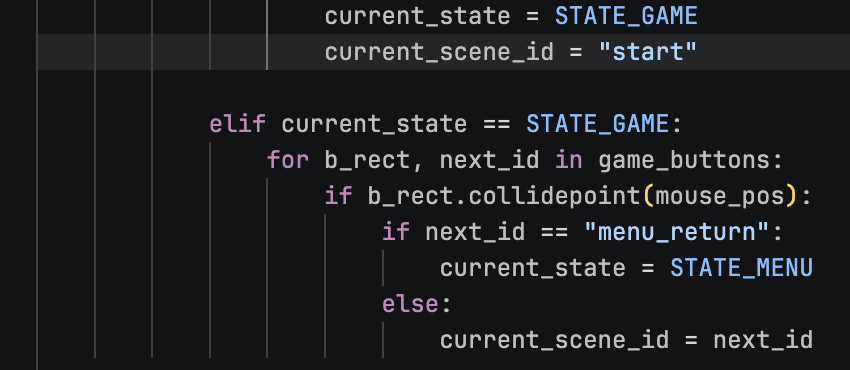 current_state = STATE_GAME
current_scene_id = "start"
elif current_state == STATE_GAME:
for b_rect, next_id in game_buttons:
if b_rect.collidepoint(mouse_pos):
if next_id == "menu_return":
current_state = STATE_MENU
else:
current_scene_id = next_id